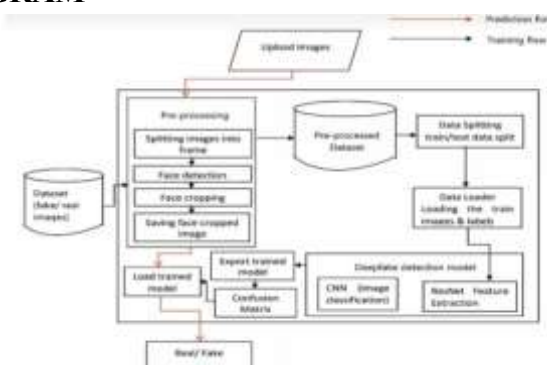 Prediction Flow
Upload Images
Training Flow
Pre-processing
Splitting images into
frame
Face detection
Face cropping
Saving face cropped
image
Pre-processed
Dataset
Data Splitting
train/test data split
Dataset
(fake/ real
images)
Data Loader
Loading the train
images & labels
Load trained
model
Export trained
model
Confusion
Matrix
Deepfake detection model
CNN (image
classification)
ResNet Feature
Extraction
Real/ Fake